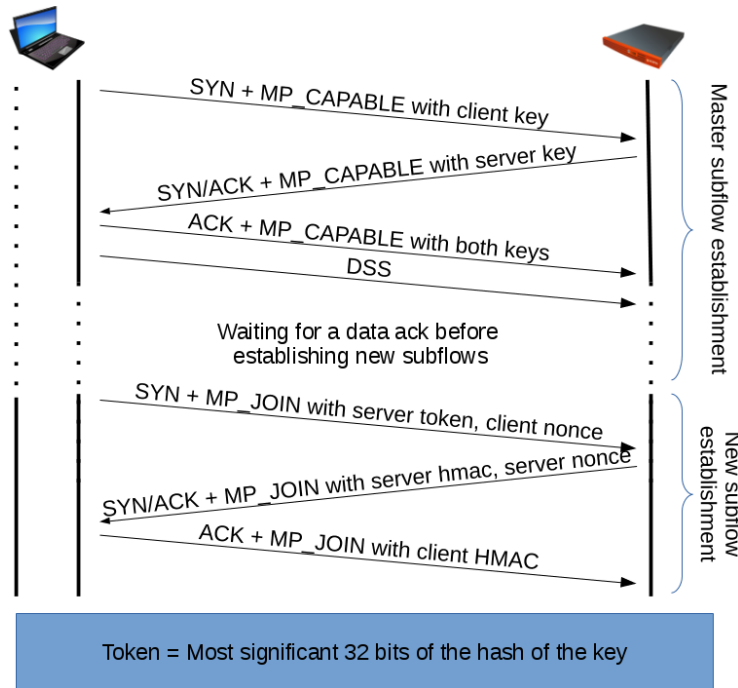 SYN + MP_CAPABLE with client key
SYN/ACK + MP_CAPABLE with server key
ACK + MP_CAPABLE with both keys
DSS
Waiting for a data ack before
establishing new subflows
Master subflow establishment
SYN + MP_JOIN with server token, client nonce
SYN/ACK + MP_JOIN with server hmac, server nonce
ACK + MP_JOIN with client HMAC
New subflow
establishment
Token = Most significant 32 bits of the hash of the key